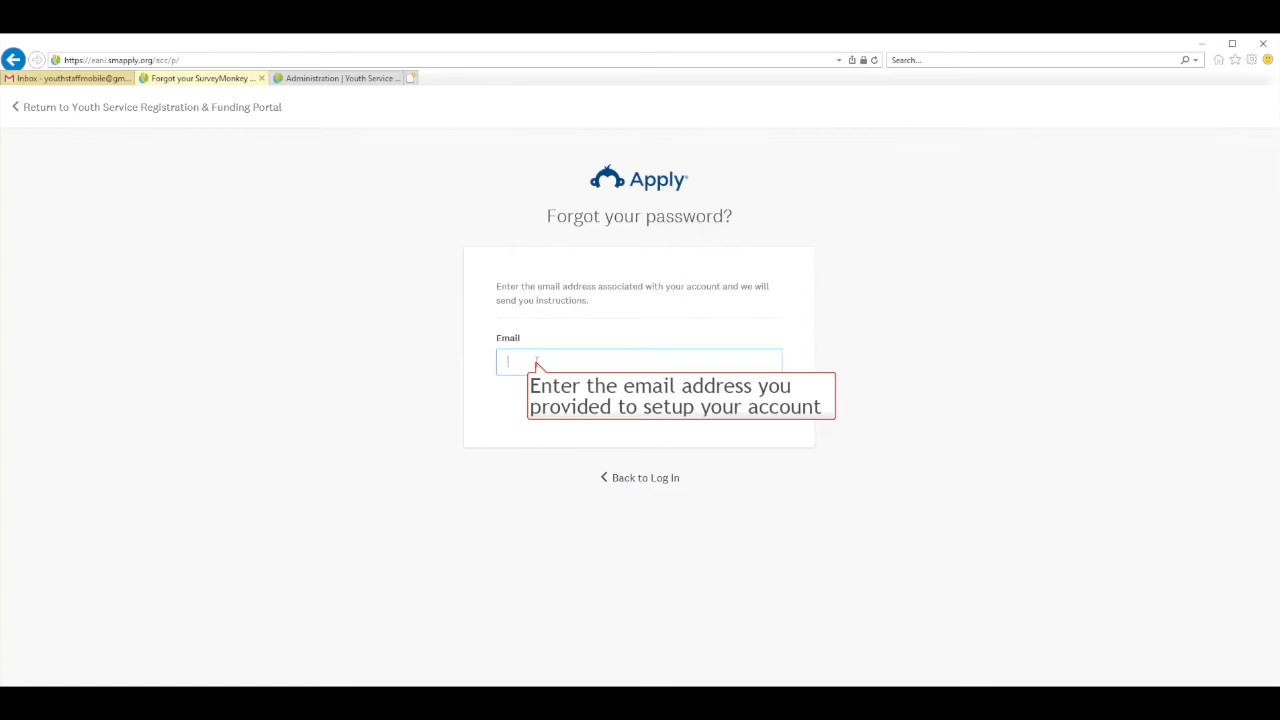 https://eani.smapply.org/acc/p/
Search...
Inbox - youthstaffmobile@gm...
Forgot your SurveyMonkey ...
Administration | Youth Service ...
Return to Youth Service Registration & Funding Portal
Apply
Forgot your password?
Enter the email address associated with your account and we will
send you instructions.
Email
Enter the email address you
provided to setup your account
Back to Log In